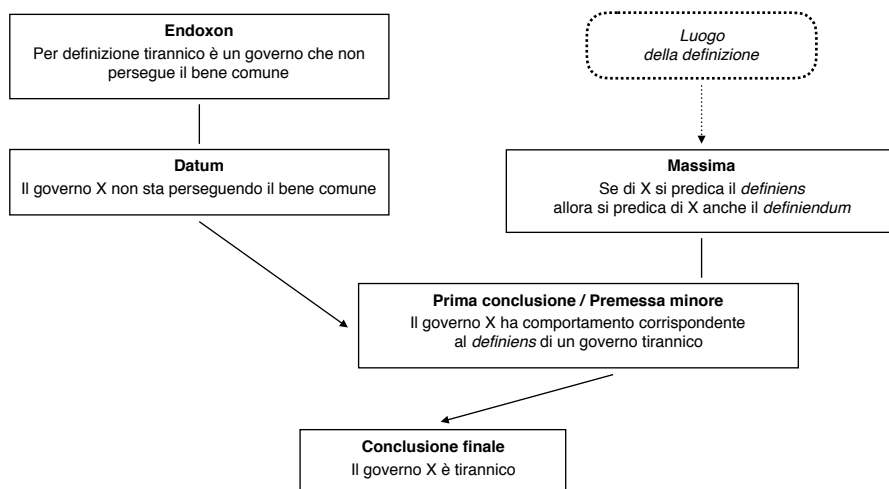 Endoxon
Per definizione tirannico è un governo che non
persegue il bene comune
Luogo
della definizione
Datum
Il governo X non sta perseguendo il bene comune
Massima
Se di X si predica il definiens
allora si predica di X anche il definiendum
Prima conclusione / Premessa minore
Il governo X ha comportamento corrispondente
al definiens di un governo tirannico
Conclusione finale
Il governo X è tirannico